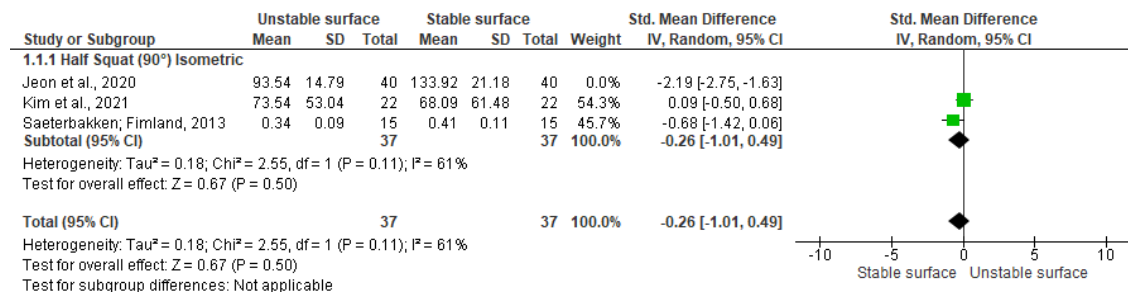 Unstable surface Stable surface Std. Mean Difference Std. Mean Difference
Study or Subgroup Mean SD Total Mean SD Total Weight IV, Random, 95% CI IV, Random, 95% CI
1.1.1 Half Squat (90°) Isometric
Jeon et al., 2020 93.54 14.79 40 133.92 21.18 40 0.0% -2.19 [-2.75, -1.63]
Kim et al., 2021 73.54 53.04 22 68.09 61.48 22 54.3% 0.09 [-0.50, 0.68]
Saeterbakken; Fimland, 2013 0.34 0.09 15 0.41 0.11 15 45.7% -0.68 [-1.42, 0.06]
Subtotal (95% CI) 37 37 100.0% -0.26 [-1.01, 0.49]
Heterogeneity: Tau² = 0.18; Chi² = 2.55, df = 1 (P = 0.11); I² = 61%
Test for overall effect: Z = 0.67 (P = 0.50)
Total (95% CI) 37 37 100.0% -0.26 [-1.01, 0.49]
Heterogeneity: Tau² = 0.18; Chi² = 2.55, df = 1 (P = 0.11); I² = 61%
Test for overall effect: Z = 0.67 (P = 0.50)
Test for subgroup differences: Not applicable
-10 -5 0 5 10
Stable surface Unstable surface